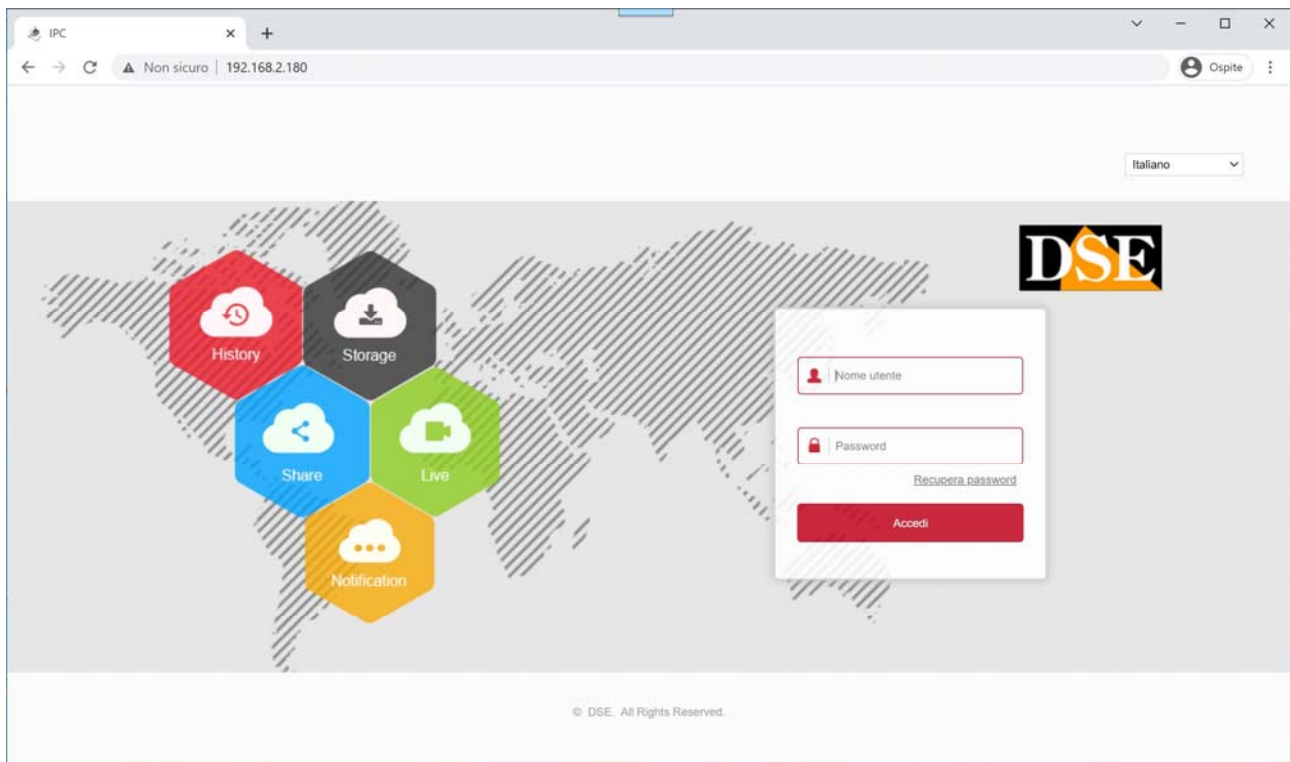 IPC
Non sicuro | 192.168.2.180
Ospite
Italiano
DSE
History
Storage
Nome utente
Password
Share
Live
Recupera password
Accedi
Notification
© DSE. All Rights Reserved.